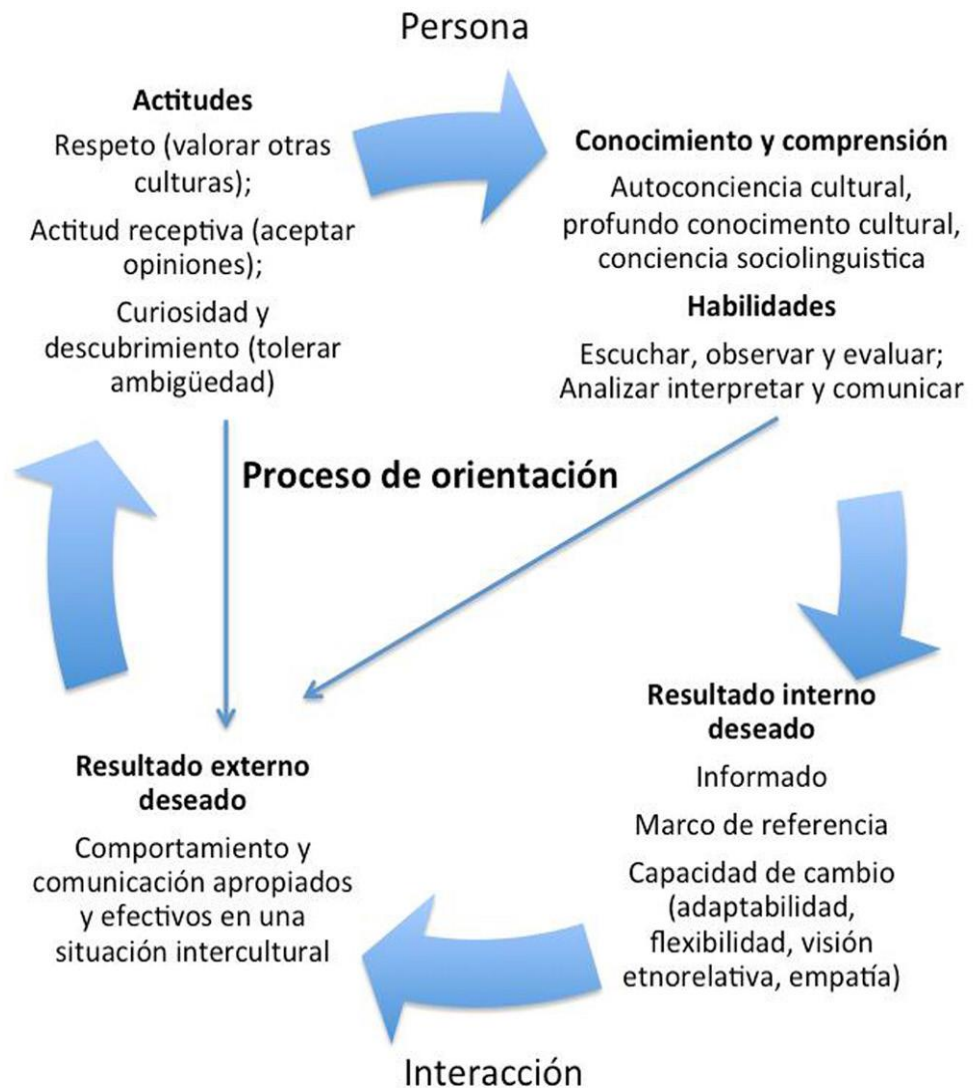 Persona
Actitudes
Respeto (valorar otras
culturas);
Actitud receptiva (aceptar
opiniones);
Curiosidad y
descubrimiento (tolerar
ambigüedad)
Conocimiento y comprensión
Autoconciencia cultural,
profundo conocimento cultural,
conciencia sociolinguistica
Habilidades
Escuchar, observar y evaluar;
Analizar interpretar y comunicar
Proceso de orientación
Resultado interno
deseado
Informado
Marco de referencia
Capacidad de cambio
(adaptabilidad,
flexibilidad, visión
etnorelativa, empatía)
Resultado externo
deseado
Comportamiento y
comunicación apropiados
y efectivos en una
situación intercultural
Interacción